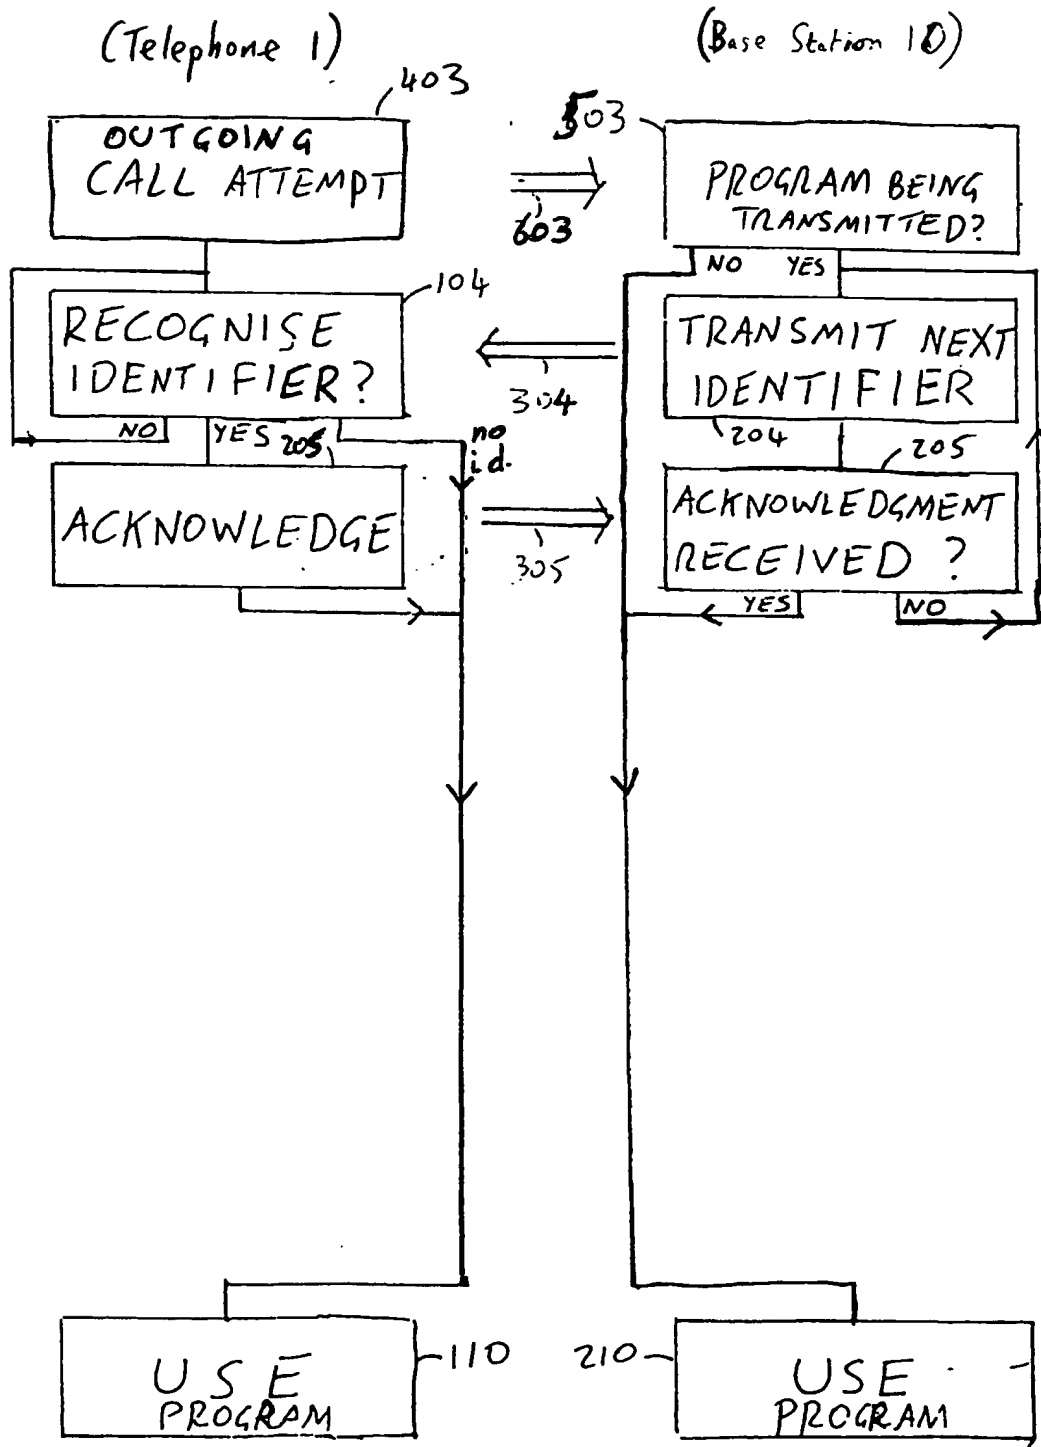 (Telephone 1)
(Base Station 10)
403
OUTGOING
CALL ATTEMPT
503
603
PROGRAM BEING
TRANSMITTED?
NO YES
104
RECOGNISE
IDENTIFIER?
NO YES 205
no
i.d.
304
TRANSMIT NEXT
IDENTIFIER
204
205
ACKNOWLEDGE
305
ACKNOWLEDGMENT
RECEIVED ?
YES NO
USE
PROGRAM
110
210
USE
PROGRAM